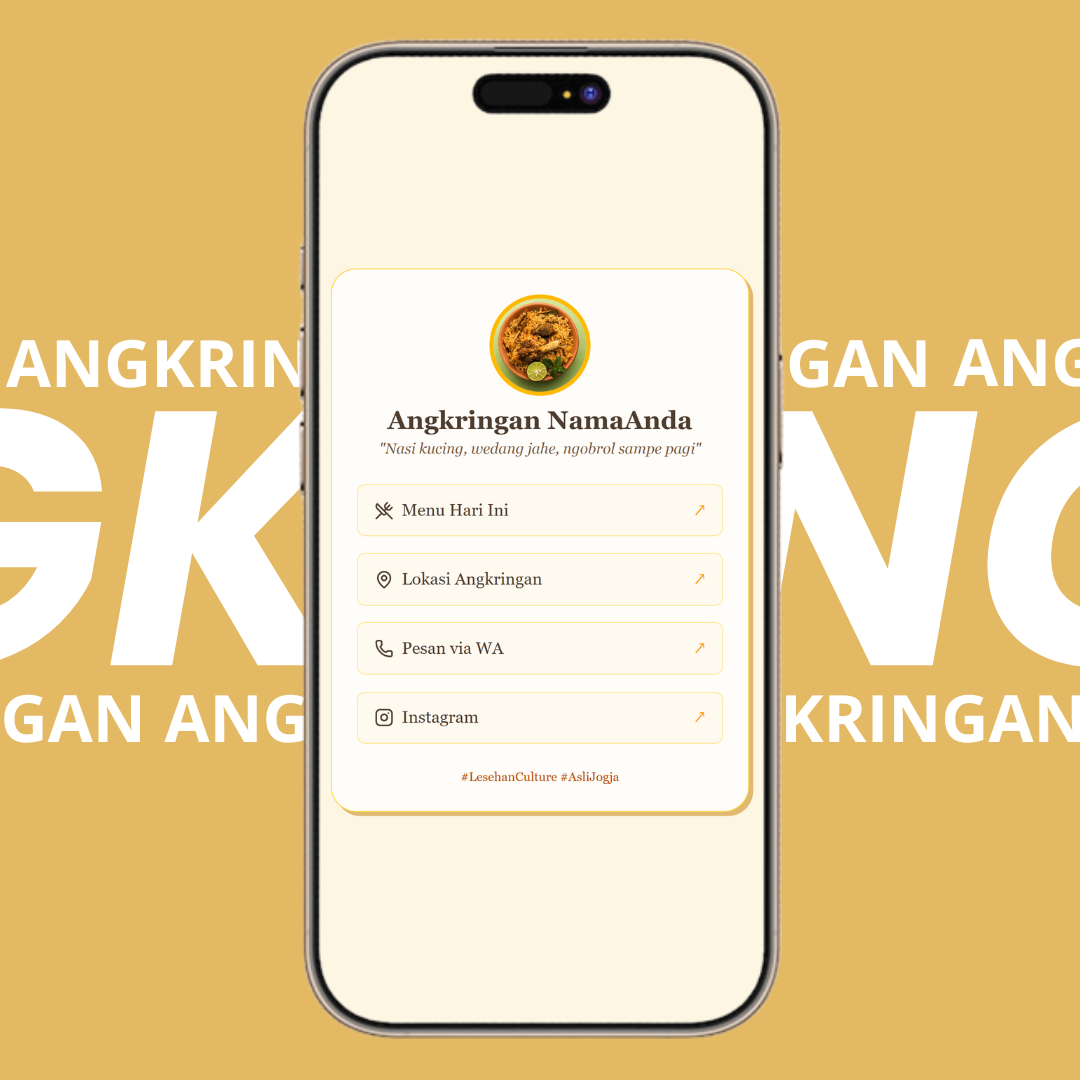 ANGKRIN GAN ANG
GK NG
Angkringan NamaAnda
"Nasi kucing, wedang jahe, ngobrol sampe pagi"
Menu Hari Ini
Lokasi Angkringan
Pesan via WA
Instagram
#LesehanCulture #AsliJogja
GAN ANG KRINGAN